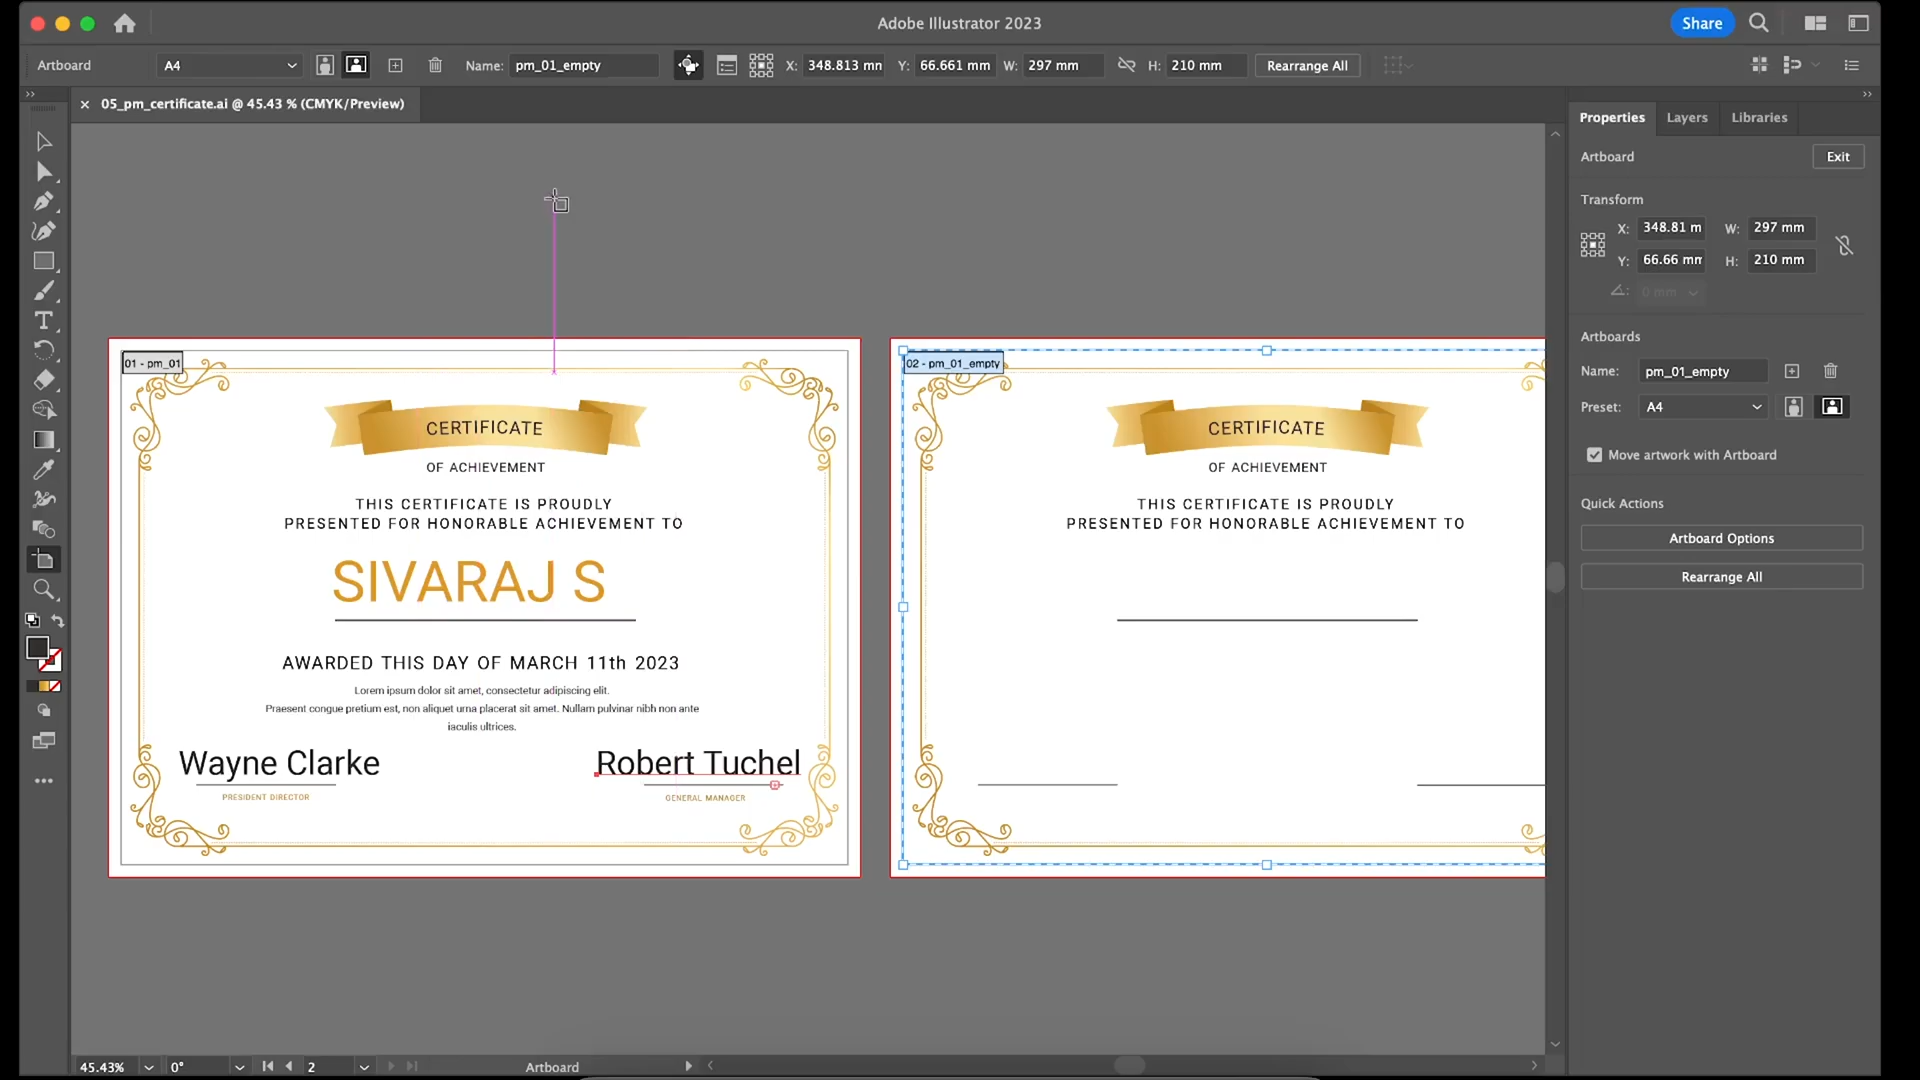 Adobe Illustrator 2023
Share
Artboard
A4
Name:
pm_01_empty
X:
348.813 mn
Y:
66.661 mm
W:
297 mm
H:
210 mm
Rearrange All
05_pm_certificate.ai @ 45.43 % (CMYK/Preview)
01 - pm_01
CERTIFICATE
OF ACHIEVEMENT
THIS CERTIFICATE IS PROUDLY
PRESENTED FOR HONORABLE ACHIEVEMENT TO
SIVARAJ S
AWARDED THIS DAY OF MARCH 11th 2023
Lorem ipsum dolor sit amet, consectetur adipiscing elit.
Praesent congue pretium est, non aliquet urna placerat sit amet. Nullam pulvinar nibh non ante
iaculis ultrices.
Wayne Clarke
PRESIDENT DIRECTOR
Robert Tuchel
GENERAL MANAGER
02 - pm_01_empty
CERTIFICATE
OF ACHIEVEMENT
THIS CERTIFICATE IS PROUDLY
PRESENTED FOR HONORABLE ACHIEVEMENT TO
Properties
Layers
Libraries
Artboard
Exit
Transform
X:
348.81 m
W:
297 mm
Y:
66.66 mm
H:
210 mm
0 mm
Artboards
Name:
pm_01_empty
Preset:
A4
Move artwork with Artboard
Quick Actions
Artboard Options
Rearrange All
45.43%
0°
2
Artboard